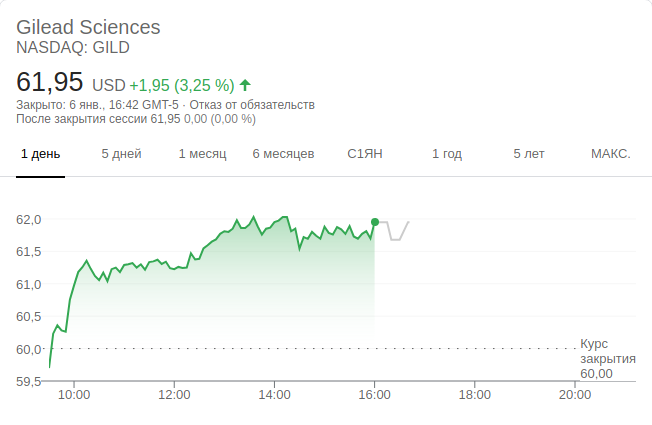 Gilead Sciences
NASDAQ: GILD
61,95 USD +1,95 (3,25 %)
Закрыто: 6 янв., 16:42 GMT-5 · Отказ от обязательств
После закрытия сессии 61,95 0,00 (0,00 %)
1 день 5 дней 1 месяц 6 месяцев С1ЯН 1 год 5 лет МАКС.
62,0
61,5
61,0
60,5
60,0
59,5
Курс
закрытия
60,00
10:00 12:00 14:00 16:00 18:00 20:00